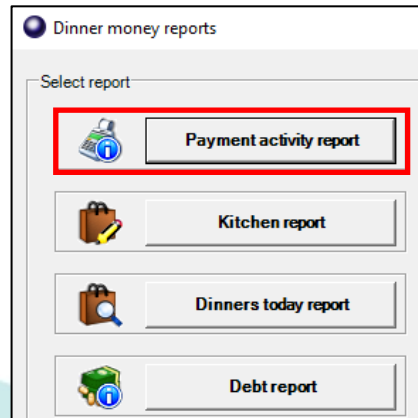 Dinner money reports
Select report
Payment activity report
Kitchen report
Dinners today report
Debt report